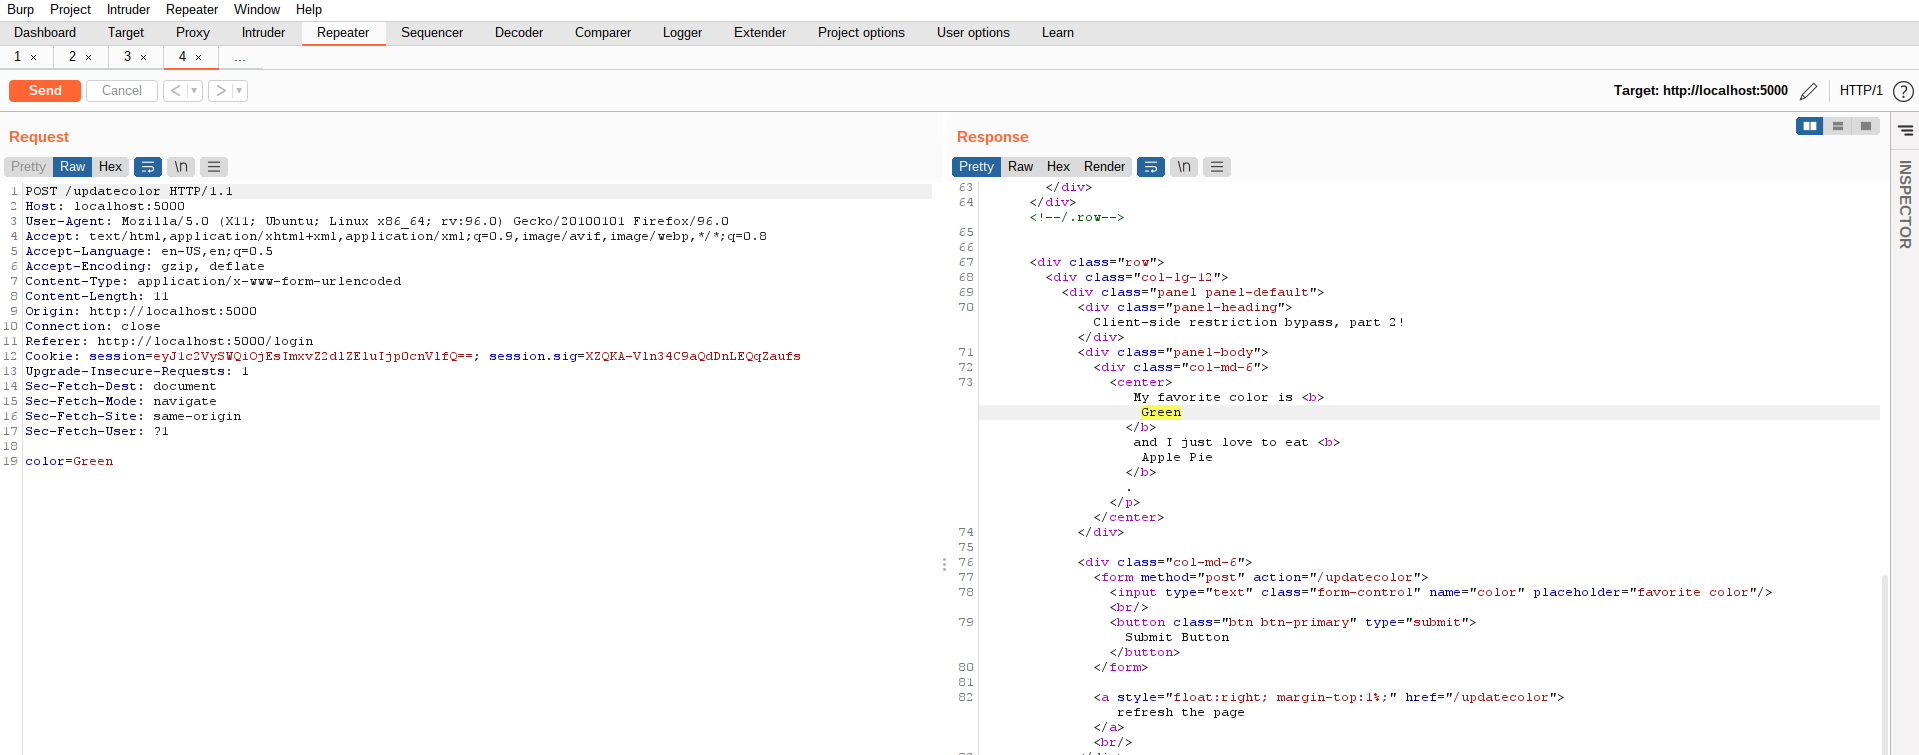 Burp Project Intruder Repeater Window Help
Dashboard Target Proxy Intruder Repeater Sequencer Decoder Comparer Logger Extender Project options User options Learn
1 × 2 × 3 × 4 × ...
Send Cancel < ▾ > ▾ Target: http://localhost:5000 HTTP/1 ?
Request
Pretty Raw Hex \n
1 POST /updatecolor HTTP/1.1
2 Host: localhost:5000
3 User-Agent: Mozilla/5.0 (X11; Ubuntu; Linux x86_64; rv:96.0) Gecko/20100101 Firefox/96.0
4 Accept: text/html,application/xhtml+xml,application/xml;q=0.9,image/avif,image/webp,*/*;q=0.8
5 Accept-Language: en-US,en;q=0.5
6 Accept-Encoding: gzip, deflate
7 Content-Type: application/x-www-form-urlencoded
8 Content-Length: 11
9 Origin: http://localhost:5000
10 Connection: close
11 Referer: http://localhost:5000/login
12 Cookie: session=eyJ1c2VySWQiOjEsImxvZ2dlZEluIjp0cnVlfQ==; session.sig=XZQKA-Vln34C9aQdDnLEQqZaufs
13 Upgrade-Insecure-Requests: 1
14 Sec-Fetch-Dest: document
15 Sec-Fetch-Mode: navigate
16 Sec-Fetch-Site: same-origin
17 Sec-Fetch-User: ?1
18
19 color=Green
Response
Pretty Raw Hex Render \n
63 </div>
64 </div>
<!--/.row-->
65
66
67 <div class="row">
68 <div class="col-lg-12">
69 <div class="panel panel-default">
70 <div class="panel-heading">
Client-side restriction bypass, part 2!
</div>
71 <div class="panel-body">
72 <div class="col-md-6">
73 <center>
My favorite color is <b>
Green
</b>
and I just love to eat <b>
Apple Pie
</b>
.
</p>
</center>
74 </div>
75
76 <div class="col-md-6">
77 <form method="post" action="/updatecolor">
78 <input type="text" class="form-control" name="color" placeholder="favorite color"/>
<br/>
79 <button class="btn btn-primary" type="submit">
Submit Button
</button>
80 </form>
81
82 <a style="float:right; margin-top:1%;" href="/updatecolor">
refresh the page
</a>
<br/>
INSPECTOR